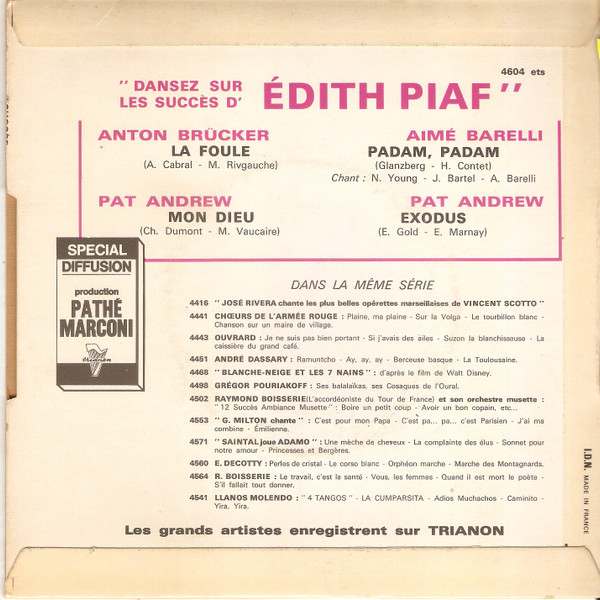 4604 ets
" DANSEZ SUR
LES SUCCÈS D' ÉDITH PIAF "
ANTON BRÜCKER
LA FOULE
(A. Cabral - M. Rivgauche)
AIMÉ BARELLI
PADAM, PADAM
(Glanzberg - H. Contet)
Chant : N. Young - J. Bartel - A. Barelli
PAT ANDREW
MON DIEU
(Ch. Dumont - M. Vaucaire)
PAT ANDREW
EXODUS
(E. Gold - E. Marnay)
SPECIAL
DIFFUSION
production
PATHÉ
MARCONI
trianon
DANS LA MÊME SÉRIE
4416 " JOSÉ RIVERA chante les plus belles opérettes marseillaises de VINCENT SCOTTO "
4441 CHŒURS DE L'ARMÉE ROUGE : Plaine, ma plaine - Sur la Volga - Le tourbillon blanc -
Chanson sur un maire de village.
4443 OUVRARD : Je ne suis pas bien portant - Si j'avais des ailes - Suzon la blanchisseuse - La
caissière du grand café.
4451 ANDRÉ DASSARY : Ramuntcho - Ay, ay, ay - Berceuse basque - La Toulousaine.
4468 " BLANCHE-NEIGE ET LES 7 NAINS " : d'après le film de Walt Disney.
4498 GRÉGOR POURIAKOFF : Ses balalaïkas, ses Cosaques de l'Oural.
4502 RAYMOND BOISSERIE (L'accordéoniste du Tour de France) et son orchestre musette :
" 12 Succès Ambiance Musette " : Boire un petit coup - Avoir un bon copain, etc...
4553 " G. MILTON chante " : C'est pour mon Papa - C'est pa... pa... c'est Parisien - J'ai ma
combine - Émilienne.
4571 " SAINTAL joue ADAMO " : Une mèche de cheveux - La complainte des élus - Sonnet pour
notre amour - Princesses et Bergères.
4560 E. DECOTTY : Perles de cristal - Le corso blanc - Orphéon marche - Marche des Montagnards.
4564 R. BOISSERIE : Le travail, c'est la santé - Vous, les femmes - Quand il est mort le poète -
S'il fallait tout donner.
4541 LLANOS MOLENDO : " 4 TANGOS " - LA CUMPARSITA - Adios Muchachos - Caminito -
Yira, Yira.
Les grands artistes enregistrent sur TRIANON
I.D.N. MADE IN FRANCE